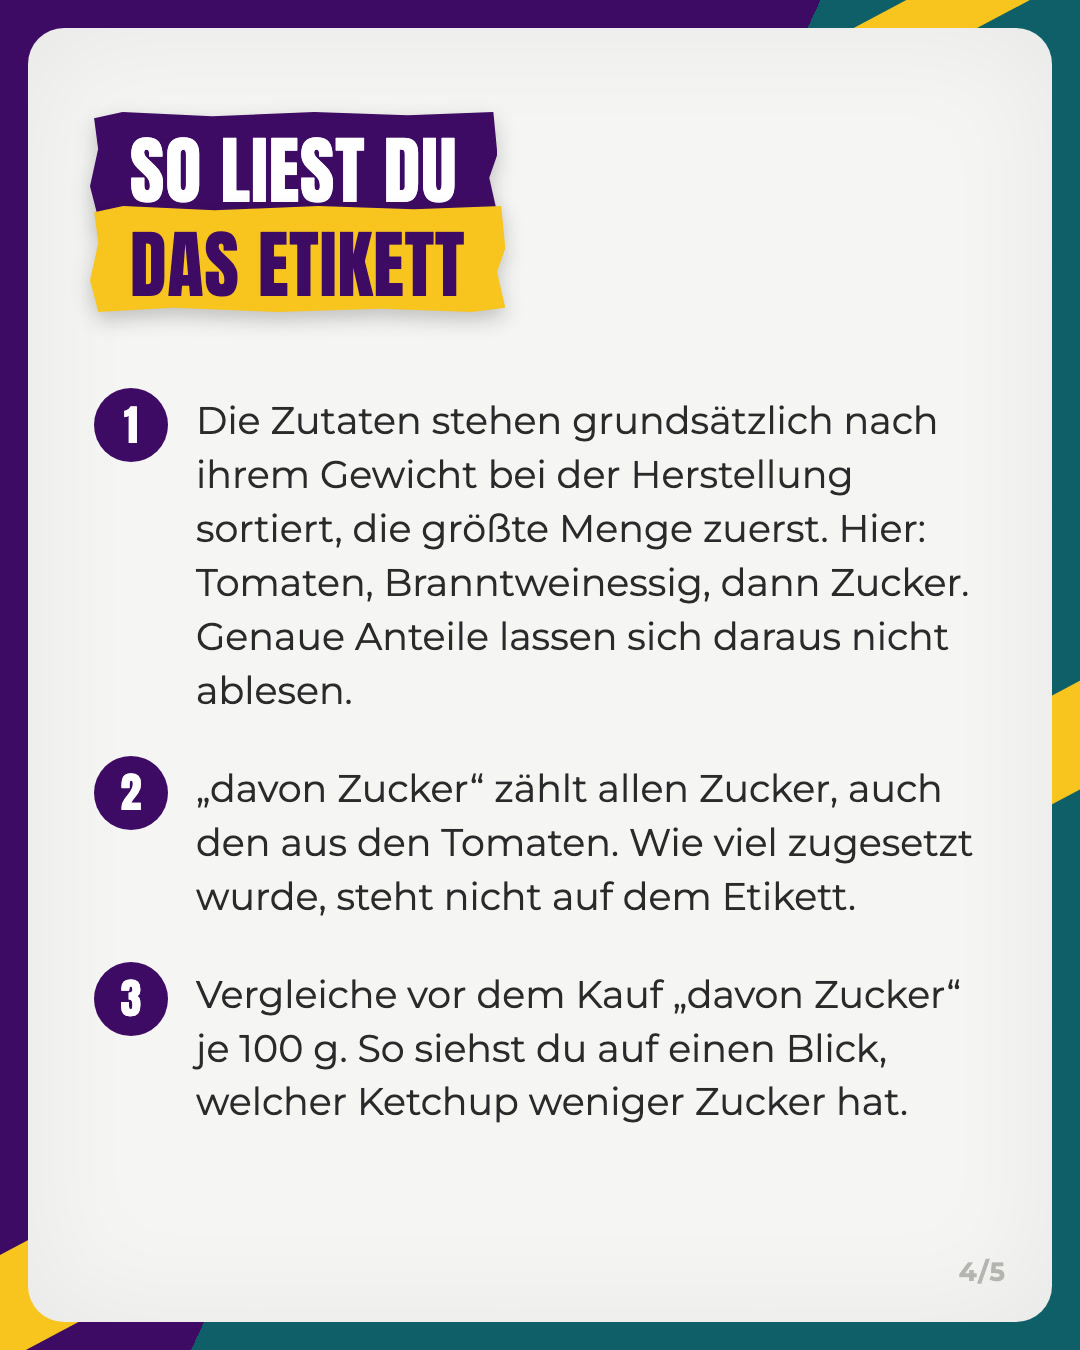 SO LIEST DU
DAS ETIKETT
1
Die Zutaten stehen grundsätzlich nach
ihrem Gewicht bei der Herstellung
sortiert, die größte Menge zuerst. Hier:
Tomaten, Branntweinessig, dann Zucker.
Genaue Anteile lassen sich daraus nicht
ablesen.
2
„davon Zucker“ zählt allen Zucker, auch
den aus den Tomaten. Wie viel zugesetzt
wurde, steht nicht auf dem Etikett.
3
Vergleiche vor dem Kauf „davon Zucker“
je 100 g. So siehst du auf einen Blick,
welcher Ketchup weniger Zucker hat.
4/5